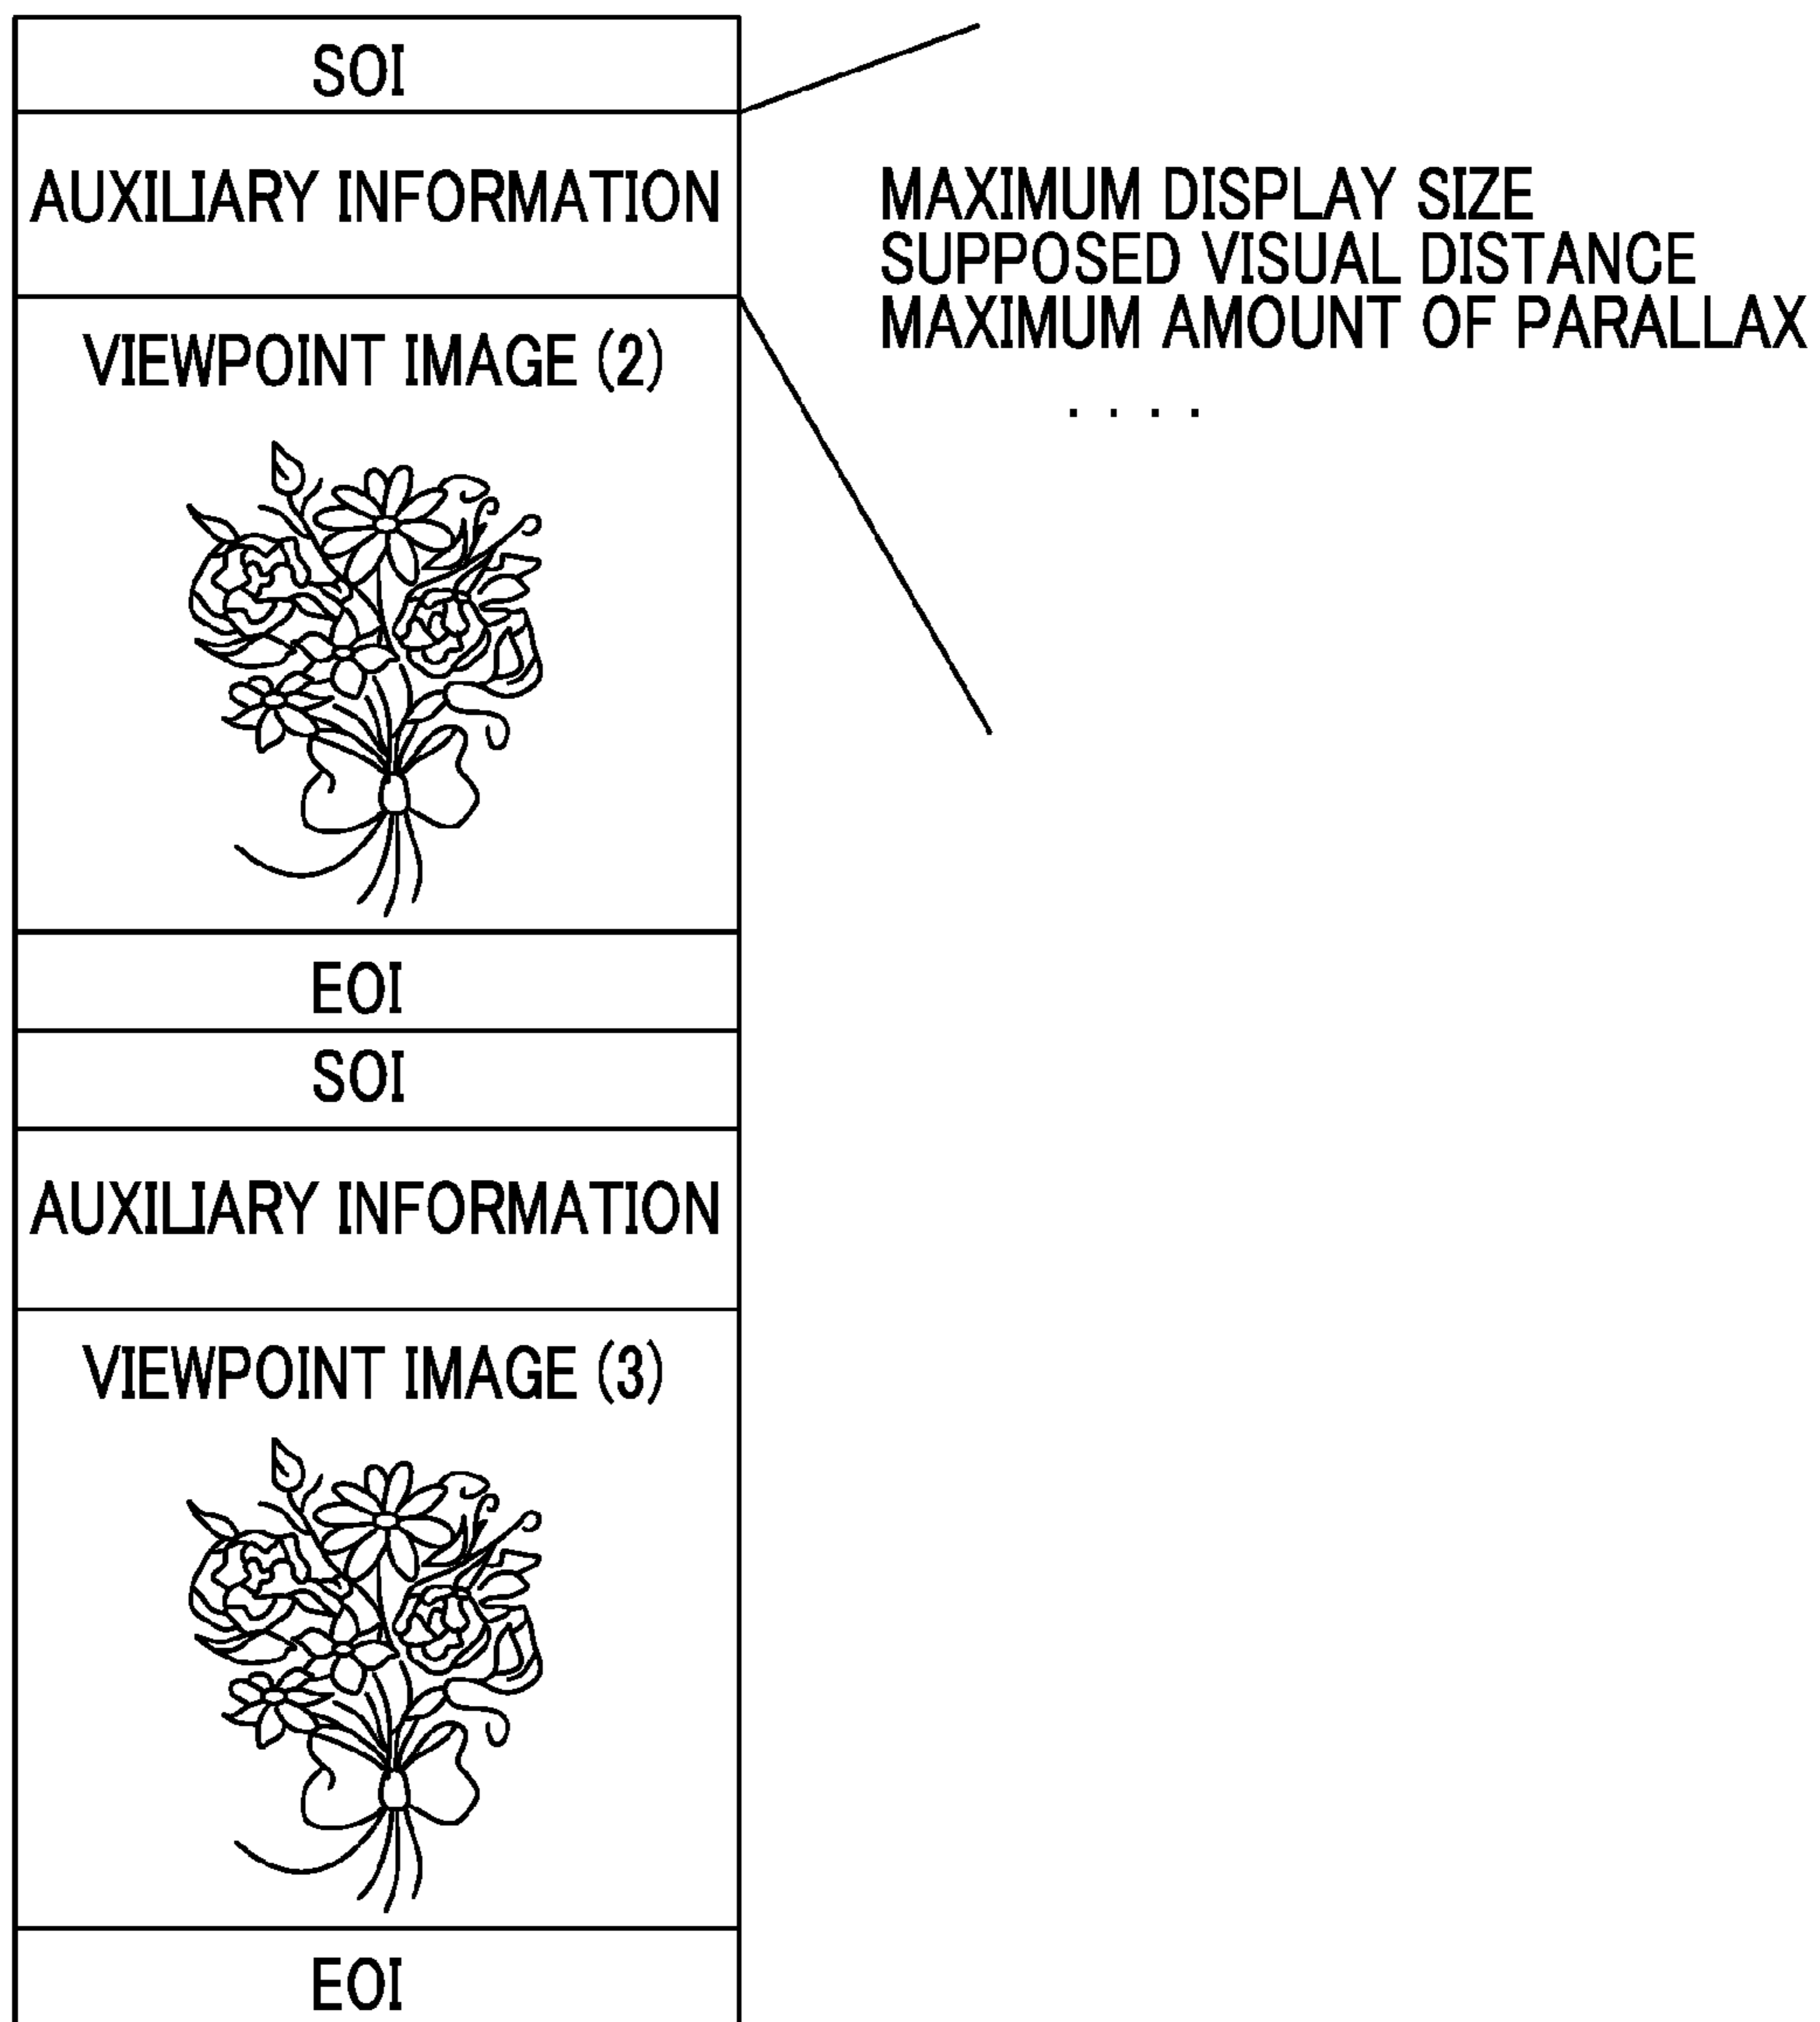 SOI
AUXILIARY INFORMATION
MAXIMUM DISPLAY SIZE
SUPPOSED VISUAL DISTANCE
MAXIMUM AMOUNT OF PARALLAX
. . . .
VIEWPOINT IMAGE (2)
EOI
SOI
AUXILIARY INFORMATION
VIEWPOINT IMAGE (3)
EOI